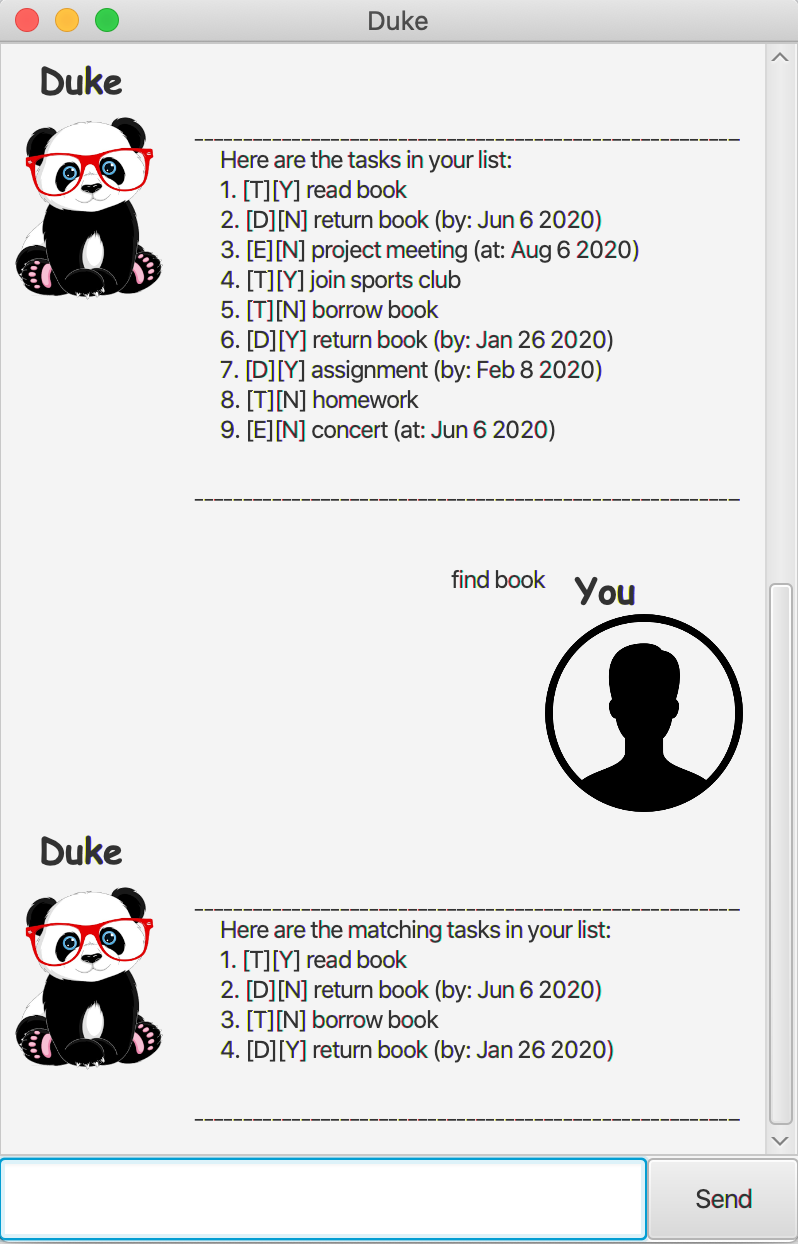 Duke
Duke
____________________________________________________________
Here are the tasks in your list:
1. [T][Y] read book
2. [D][N] return book (by: Jun 6 2020)
3. [E][N] project meeting (at: Aug 6 2020)
4. [T][Y] join sports club
5. [T][N] borrow book
6. [D][Y] return book (by: Jan 26 2020)
7. [D][Y] assignment (by: Feb 8 2020)
8. [T][N] homework
9. [E][N] concert (at: Jun 6 2020)
____________________________________________________________
find book
You
Duke
____________________________________________________________
Here are the matching tasks in your list:
1. [T][Y] read book
2. [D][N] return book (by: Jun 6 2020)
3. [T][N] borrow book
4. [D][Y] return book (by: Jan 26 2020)
____________________________________________________________
Send